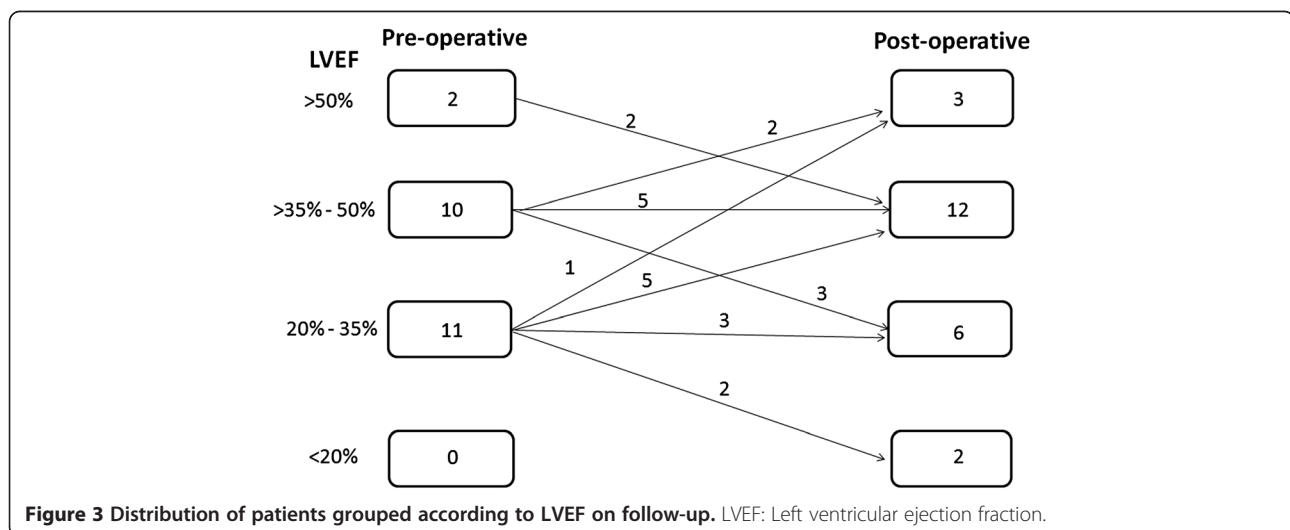 Pre-operative Post-operative
LVEF
>50% 2 3
2 2
>35% - 50% 10 12
5
1 5 3
20% - 35% 11 6
3
2
<20% 0 2
Figure 3 Distribution of patients grouped according to LVEF on follow-up. LVEF: Left ventricular ejection fraction.